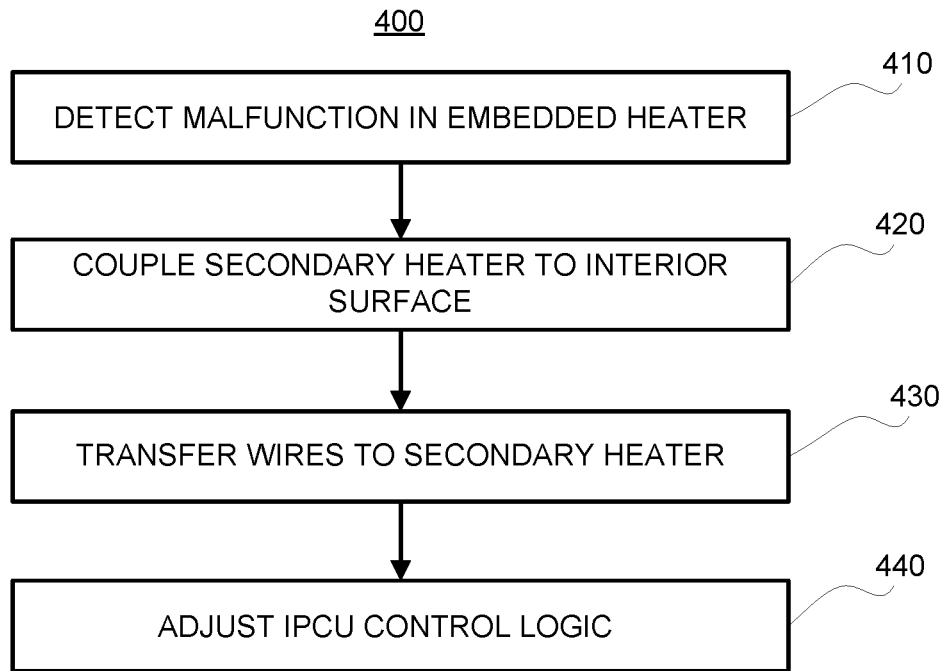 400
410
DETECT MALFUNCTION IN EMBEDDED HEATER
420
COUPLE SECONDARY HEATER TO INTERIOR
SURFACE
430
TRANSFER WIRES TO SECONDARY HEATER
440
ADJUST IPCU CONTROL LOGIC